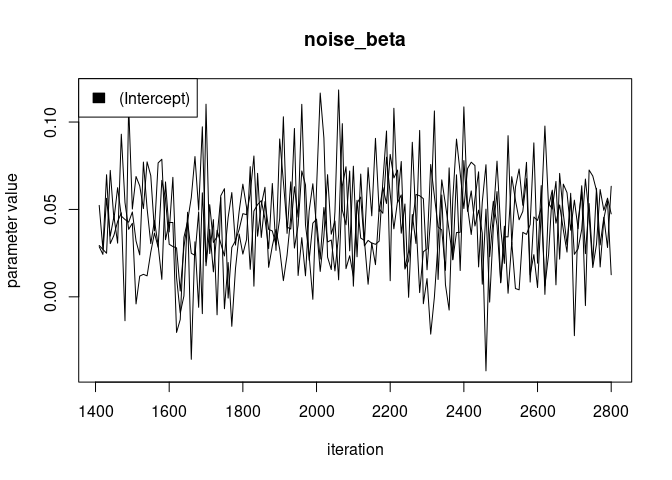 noise_beta
(Intercept)
parameter value
0.10
0.05
0.00
1400 1600 1800 2000 2200 2400 2600 2800
iteration